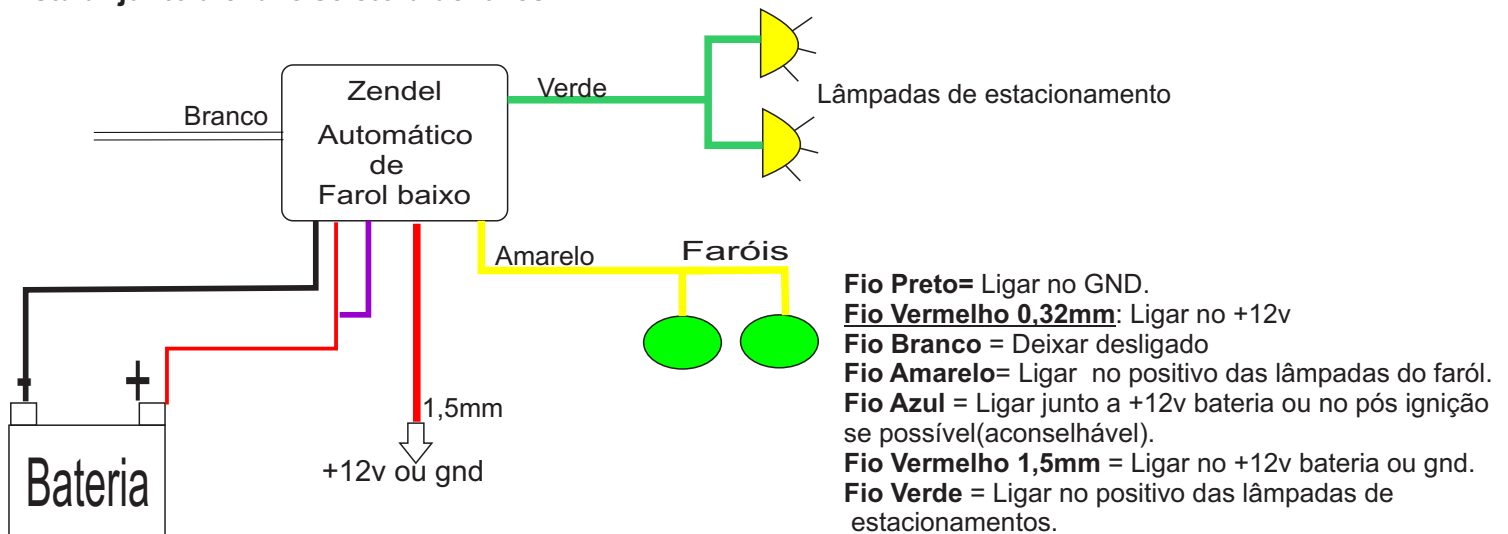 Zendel
Automático
de
Farol baixo
Branco
Verde
Lâmpadas de estacionamento
Amarelo
Faróis
-
+
Bateria
1,5mm
+12v ou gnd
Fio Preto= Ligar no GND.
Fio Vermelho 0,32mm: Ligar no +12v
Fio Branco = Deixar desligado
Fio Amarelo= Ligar no positivo das lâmpadas do faról.
Fio Azul = Ligar junto a +12v bateria ou no pós ignição
se possível(aconselhável).
Fio Vermelho 1,5mm = Ligar no +12v bateria ou gnd.
Fio Verde = Ligar no positivo das lâmpadas de
estacionamentos.